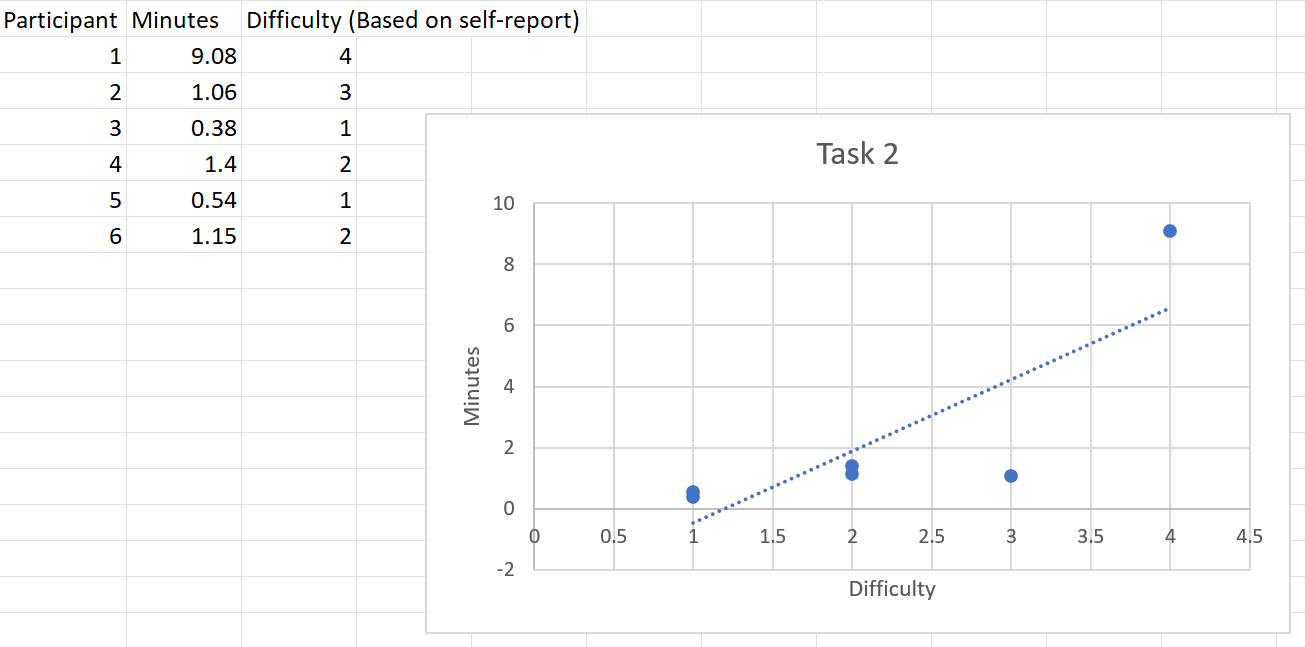 Participant Minutes Difficulty (Based on self-report)
1 9.08 4
2 1.06 3
3 0.38 1
4 1.4 2
5 0.54 1
6 1.15 2
Task 2
10
8
6
4
2
0
-2
Minutes
0 0.5 1 1.5 2 2.5 3 3.5 4 4.5
Difficulty